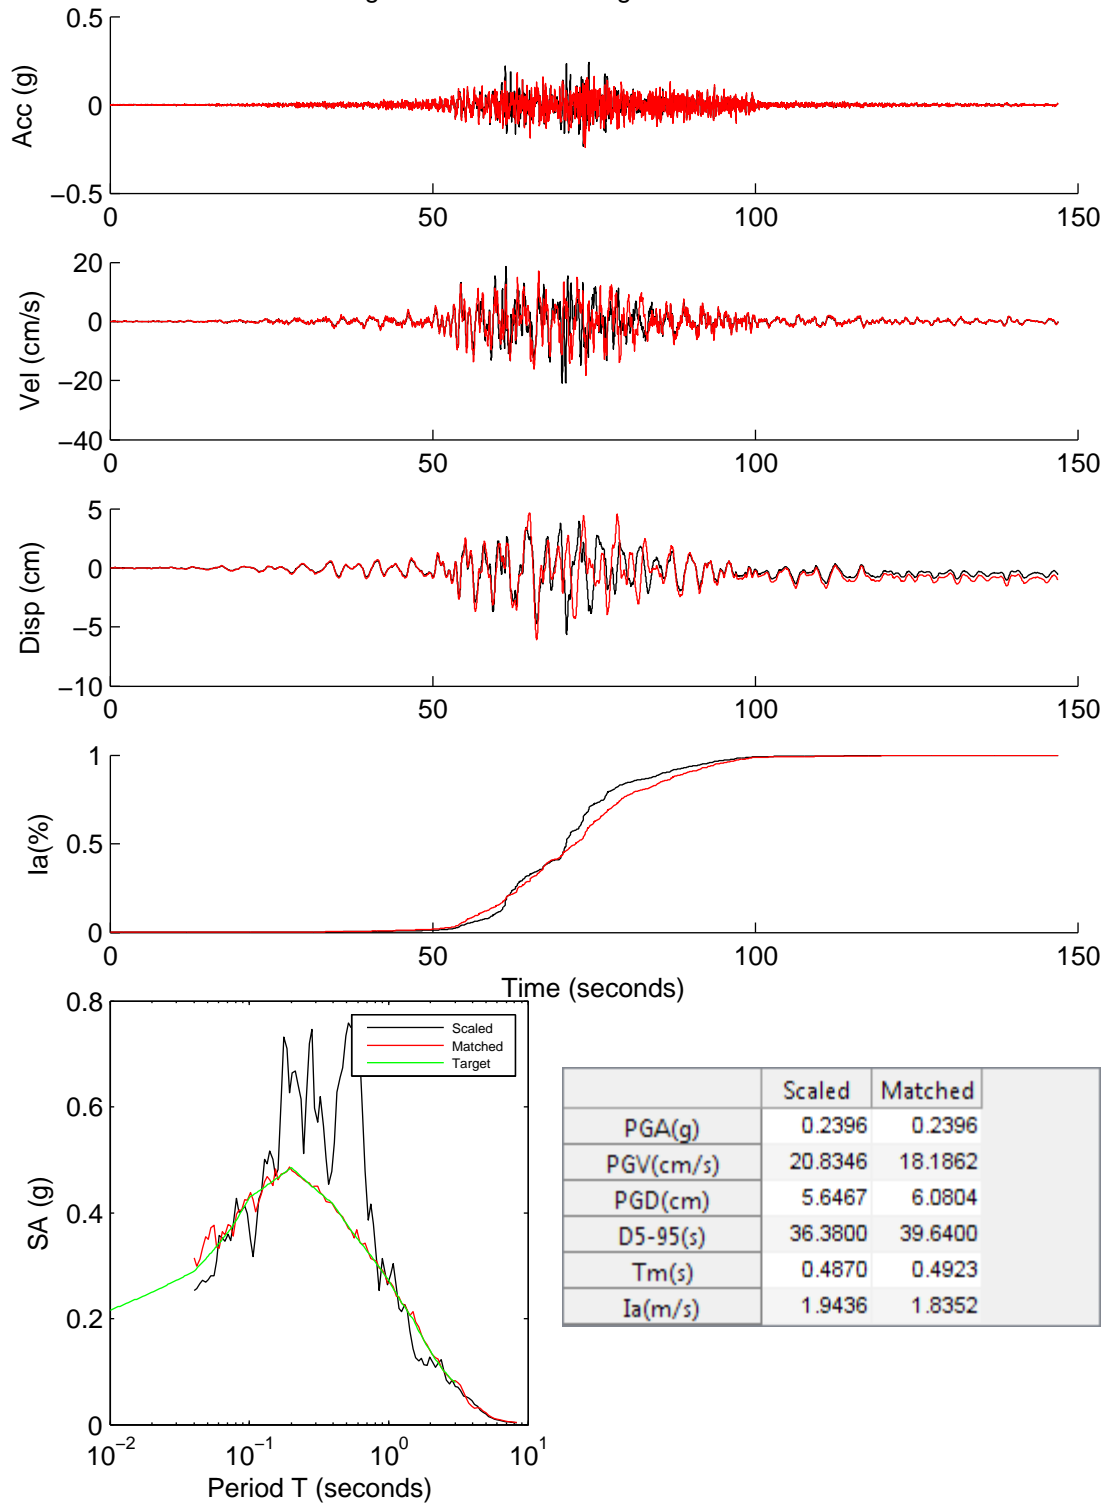 0.5
0
−0.5
Acc (g)
0 50 100 150
20
0
−20
−40
Vel (cm/s)
0 50 100 150
5
0
−5
−10
Disp (cm)
0 50 100 150
1
0.5
0
Ia(%)
0 50 100 150
Time (seconds)
0.8
0.6
0.4
0.2
0
SA (g)
Scaled
Matched
Target
10^−2 10^−1 10^0 10^1
Period T (seconds)
Scaled Matched
PGA(g) 0.2396 0.2396
PGV(cm/s) 20.8346 18.1862
PGD(cm) 5.6467 6.0804
D5-95(s) 36.3800 39.6400
Tm(s) 0.4870 0.4923
Ia(m/s) 1.9436 1.8352